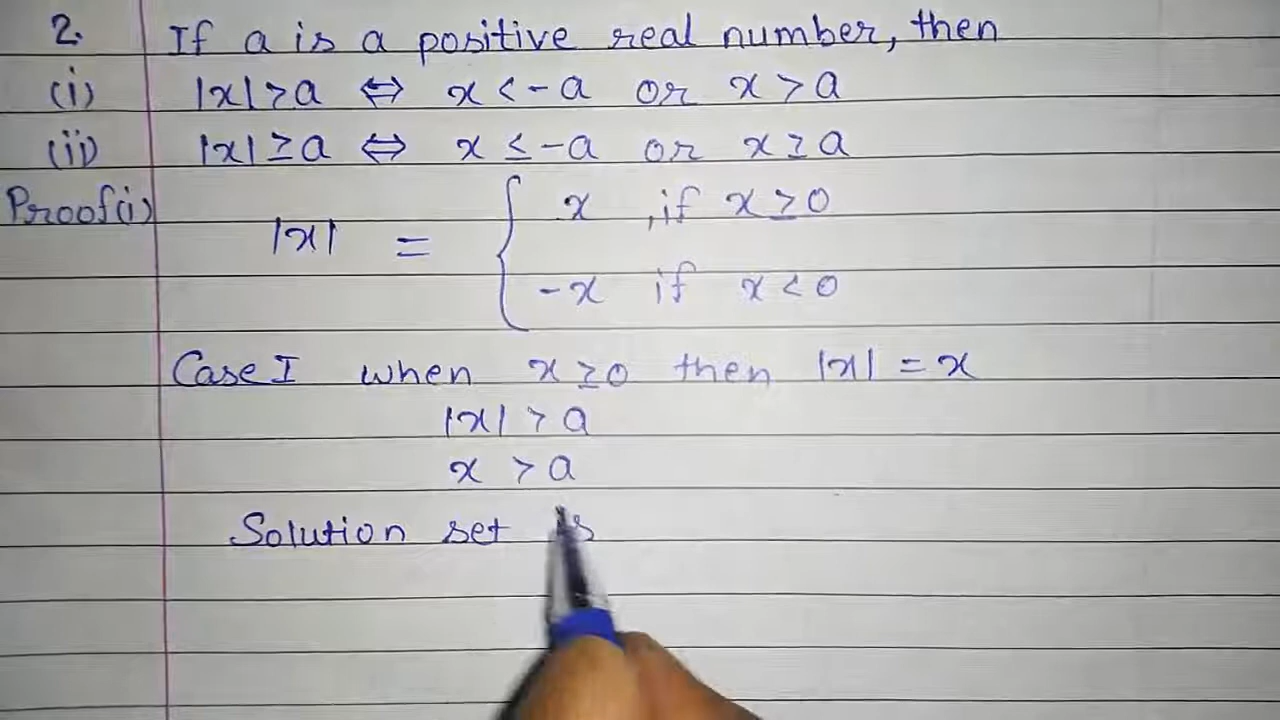 2. If a is a positive real number, then
(i) |x| > a ⇔ x < -a or x > a
(ii) |x| ≥ a ⇔ x ≤ -a or x ≥ a
Proof(i) |x| = { x , if x ≥ 0
-x if x < 0
Case I when x ≥ 0 then |x| = x
|x| > a
x > a
Solution set is